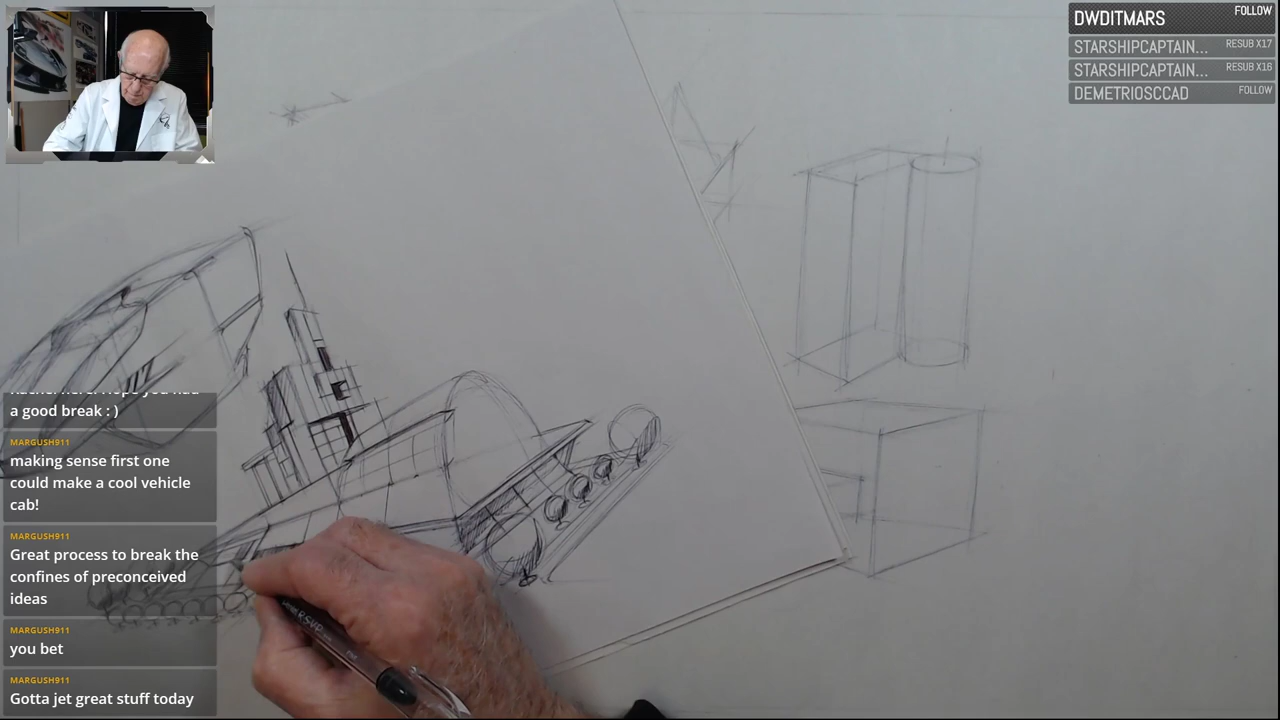 DWDITMARS FOLLOW
STARSHIPCAPTAIN... RESUB X17
STARSHIPCAPTAIN... RESUB X16
DEMETRIOSCCAD FOLLOW
a good break : )
MARGUSH911
making sense first one
could make a cool vehicle
cab!
MARGUSH911
Great process to break the
confines of preconceived
ideas
MARGUSH911
you bet
MARGUSH911
Gotta jet great stuff today
RSVP